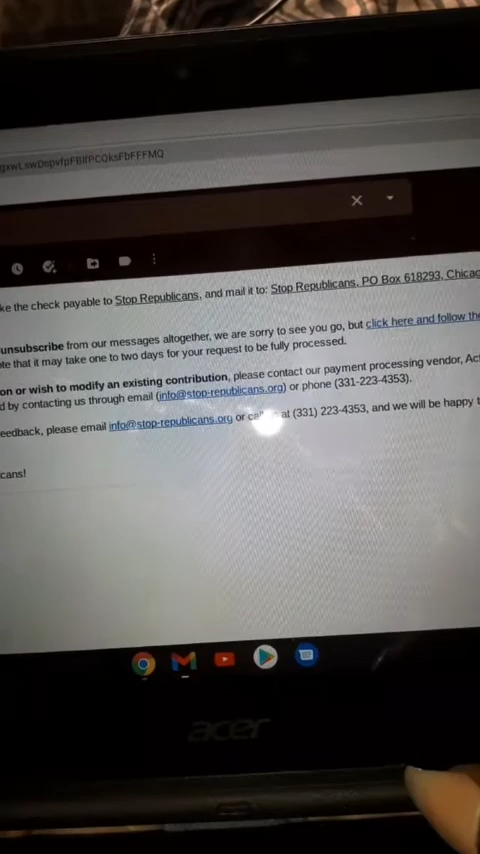 ke the check payable to Stop Republicans, and mail it to: Stop Republicans, PO Box 618293, Chicag
unsubscribe from our messages altogether, we are sorry to see you go, but click here and follow the
te that it may take one to two days for your request to be fully processed.
on or wish to modify an existing contribution, please contact our payment processing vendor, Act
d by contacting us through email (info@stop-republicans.org) or phone (331-223-4353).
eedback, please email info@stop-republicans.org or at (331) 223-4353, and we will be happy t
cans!
acer